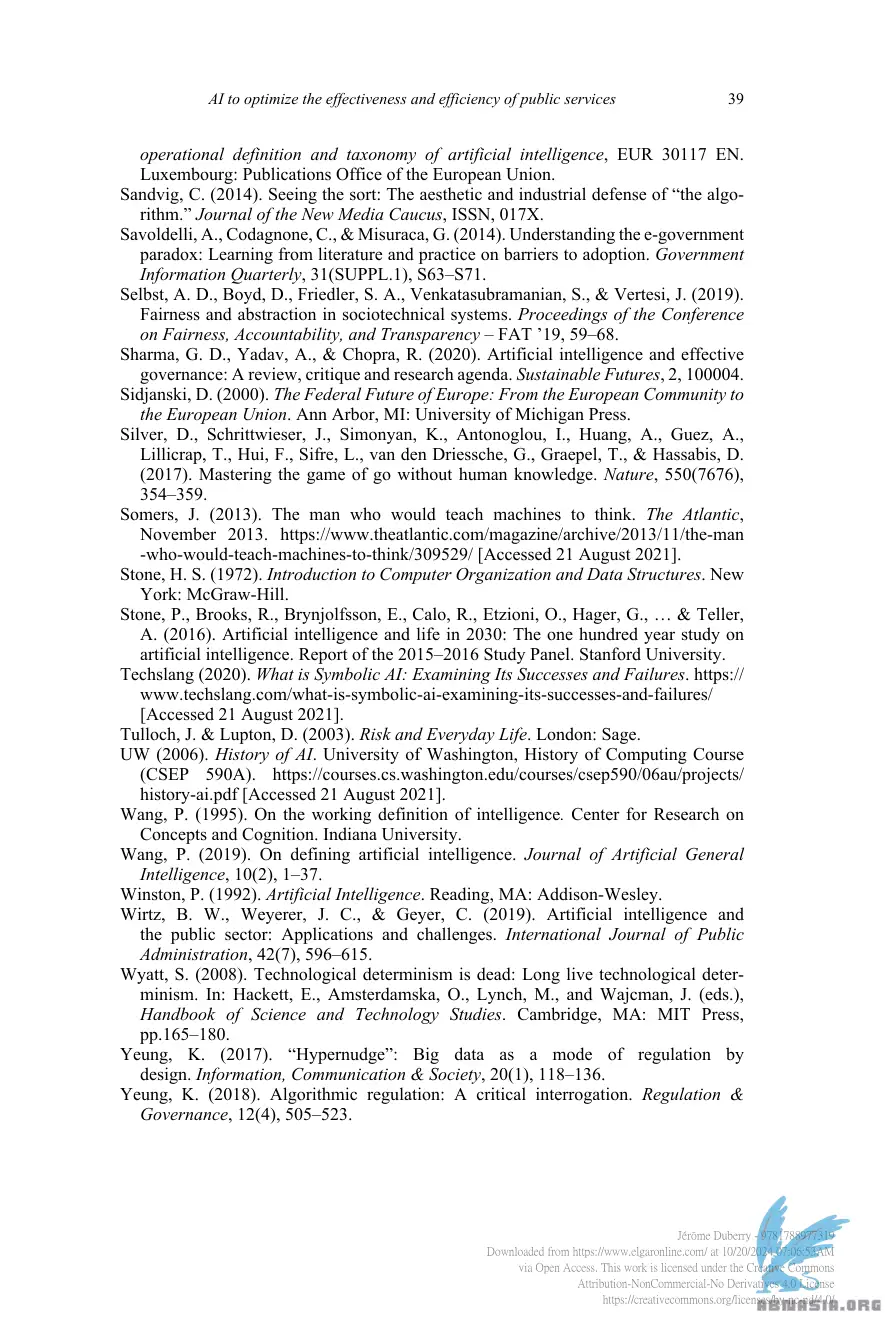 AI to optimize the effectiveness and efficiency of public services 39
operational definition and taxonomy of artificial intelligence, EUR 30117 EN.
Luxembourg: Publications Office of the European Union.
Sandvig, C. (2014). Seeing the sort: The aesthetic and industrial defense of “the algo-
rithm.” Journal of the New Media Caucus, ISSN, 017X.
Savoldelli, A., Codagnone, C., & Misuraca, G. (2014). Understanding the e-government
paradox: Learning from literature and practice on barriers to adoption. Government
Information Quarterly, 31(SUPPL.1), S63–S71.
Selbst, A. D., Boyd, D., Friedler, S. A., Venkatasubramanian, S., & Vertesi, J. (2019).
Fairness and abstraction in sociotechnical systems. Proceedings of the Conference
on Fairness, Accountability, and Transparency – FAT ’19, 59–68.
Sharma, G. D., Yadav, A., & Chopra, R. (2020). Artificial intelligence and effective
governance: A review, critique and research agenda. Sustainable Futures, 2, 100004.
Sidjanski, D. (2000). The Federal Future of Europe: From the European Community to
the European Union. Ann Arbor, MI: University of Michigan Press.
Silver, D., Schrittwieser, J., Simonyan, K., Antonoglou, I., Huang, A., Guez, A.,
Lillicrap, T., Hui, F., Sifre, L., van den Driessche, G., Graepel, T., & Hassabis, D.
(2017). Mastering the game of go without human knowledge. Nature, 550(7676),
354–359.
Somers, J. (2013). The man who would teach machines to think. The Atlantic,
November 2013. https://www.theatlantic.com/magazine/archive/2013/11/the-man
-who-would-teach-machines-to-think/309529/ [Accessed 21 August 2021].
Stone, H. S. (1972). Introduction to Computer Organization and Data Structures. New
York: McGraw-Hill.
Stone, P., Brooks, R., Brynjolfsson, E., Calo, R., Etzioni, O., Hager, G., … & Teller,
A. (2016). Artificial intelligence and life in 2030: The one hundred year study on
artificial intelligence. Report of the 2015–2016 Study Panel. Stanford University.
Techslang (2020). What is Symbolic AI: Examining Its Successes and Failures. https://
www.techslang.com/what-is-symbolic-ai-examining-its-successes-and-failures/
[Accessed 21 August 2021].
Tulloch, J. & Lupton, D. (2003). Risk and Everyday Life. London: Sage.
UW (2006). History of AI. University of Washington, History of Computing Course
(CSEP 590A). https://courses.cs.washington.edu/courses/csep590/06au/projects/
history-ai.pdf [Accessed 21 August 2021].
Wang, P. (1995). On the working definition of intelligence. Center for Research on
Concepts and Cognition. Indiana University.
Wang, P. (2019). On defining artificial intelligence. Journal of Artificial General
Intelligence, 10(2), 1–37.
Winston, P. (1992). Artificial Intelligence. Reading, MA: Addison-Wesley.
Wirtz, B. W., Weyerer, J. C., & Geyer, C. (2019). Artificial intelligence and
the public sector: Applications and challenges. International Journal of Public
Administration, 42(7), 596–615.
Wyatt, S. (2008). Technological determinism is dead: Long live technological deter-
minism. In: Hackett, E., Amsterdamska, O., Lynch, M., and Wajcman, J. (eds.),
Handbook of Science and Technology Studies. Cambridge, MA: MIT Press,
pp.165–180.
Yeung, K. (2017). “Hypernudge”: Big data as a mode of regulation by
design. Information, Communication & Society, 20(1), 118–136.
Yeung, K. (2018). Algorithmic regulation: A critical interrogation. Regulation &
Governance, 12(4), 505–523.
Jérôme Duberry - 9781788977319
Downloaded from https://www.elgaronline.com/ at 10/20/2024 07:06:53AM
via Open Access. This work is licensed under the Creative Commons
Attribution-NonCommercial-No Derivatives 4.0 License
https://creativecommons.org/licenses/by-nc-nd/4.0/
ABTWASIA.ORG